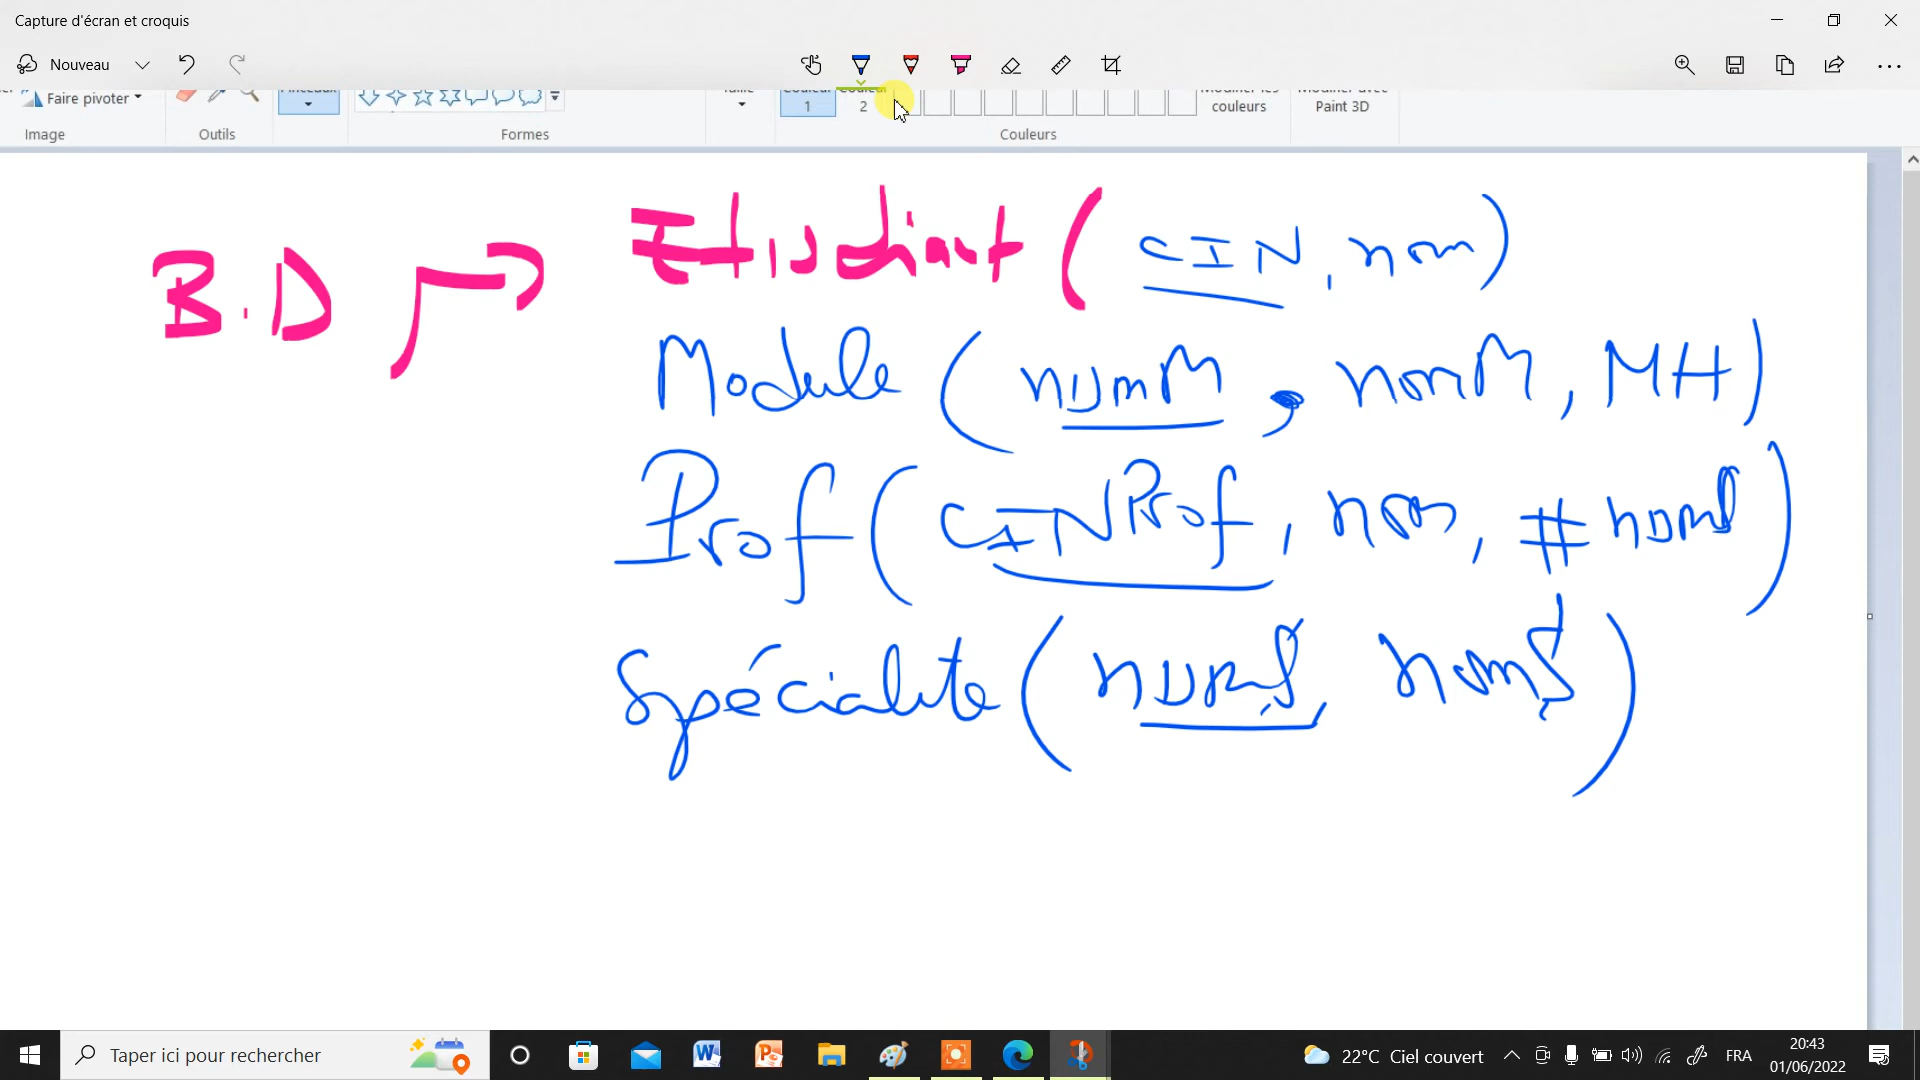 Capture d'écran et croquis
Nouveau
Faire pivoter
Image
Outils
Formes
1
2
Couleurs
couleurs
Paint 3D
B.D
Etudiant ( CIN, nom)
Module ( numM, nomM, MH)
Prof ( CINProf, nom, # numS)
Spécialité ( numS, nomS)
Taper ici pour rechercher
22°C Ciel couvert
FRA
20:43
01/06/2022